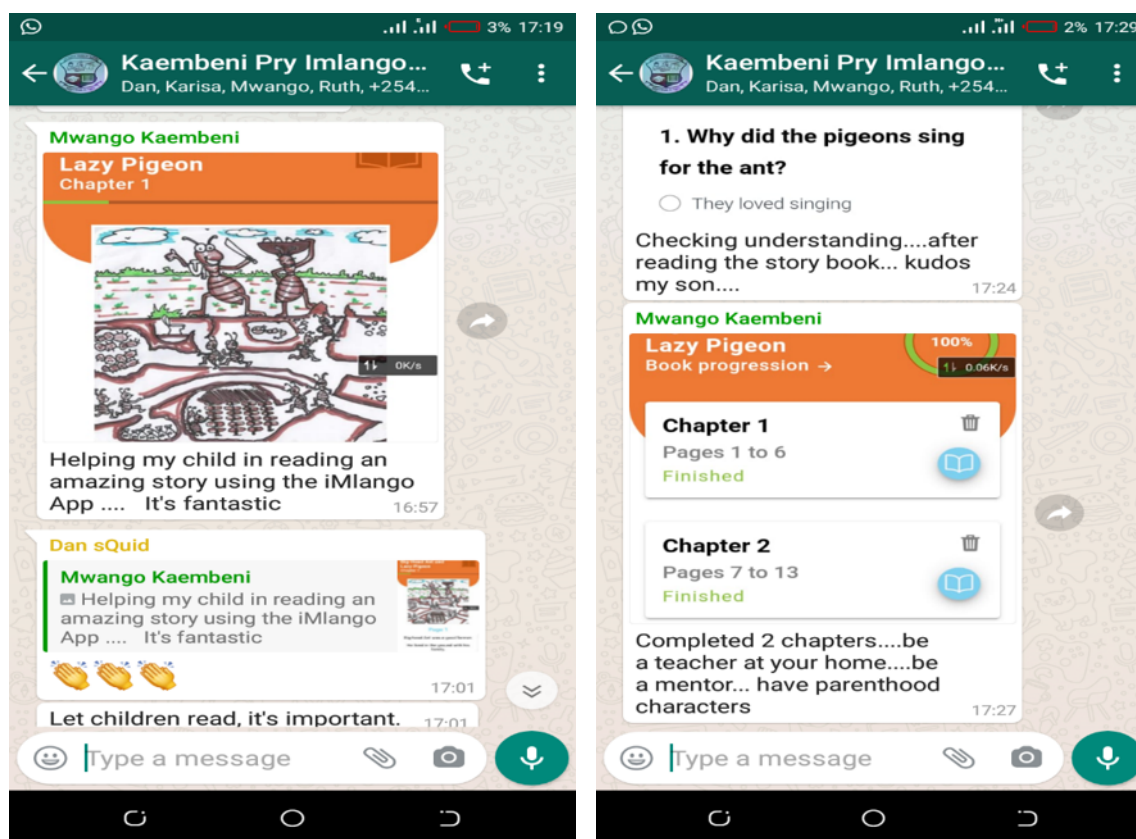 3% 17:19
Kaembeni Pry Imlango...
Dan, Karisa, Mwango, Ruth, +254...
Mwango Kaembeni
Lazy Pigeon
Chapter 1
0K/s
Helping my child in reading an
amazing story using the iMlango
App .... It's fantastic
16:57
Dan sQuid
Mwango Kaembeni
Helping my child in reading an
amazing story using the iMlango
App .... It's fantastic
17:01
Let children read, it's important.
17:01
Type a message
2% 17:29
Kaembeni Pry Imlango...
Dan, Karisa, Mwango, Ruth, +254...
1. Why did the pigeons sing
for the ant?
They loved singing
Checking understanding....after
reading the story book... kudos
my son....
17:24
Mwango Kaembeni
Lazy Pigeon
100%
Book progression →
0.06K/s
Chapter 1
Pages 1 to 6
Finished
Chapter 2
Pages 7 to 13
Finished
Completed 2 chapters....be
a teacher at your home....be
a mentor... have parenthood
characters
17:27
Type a message